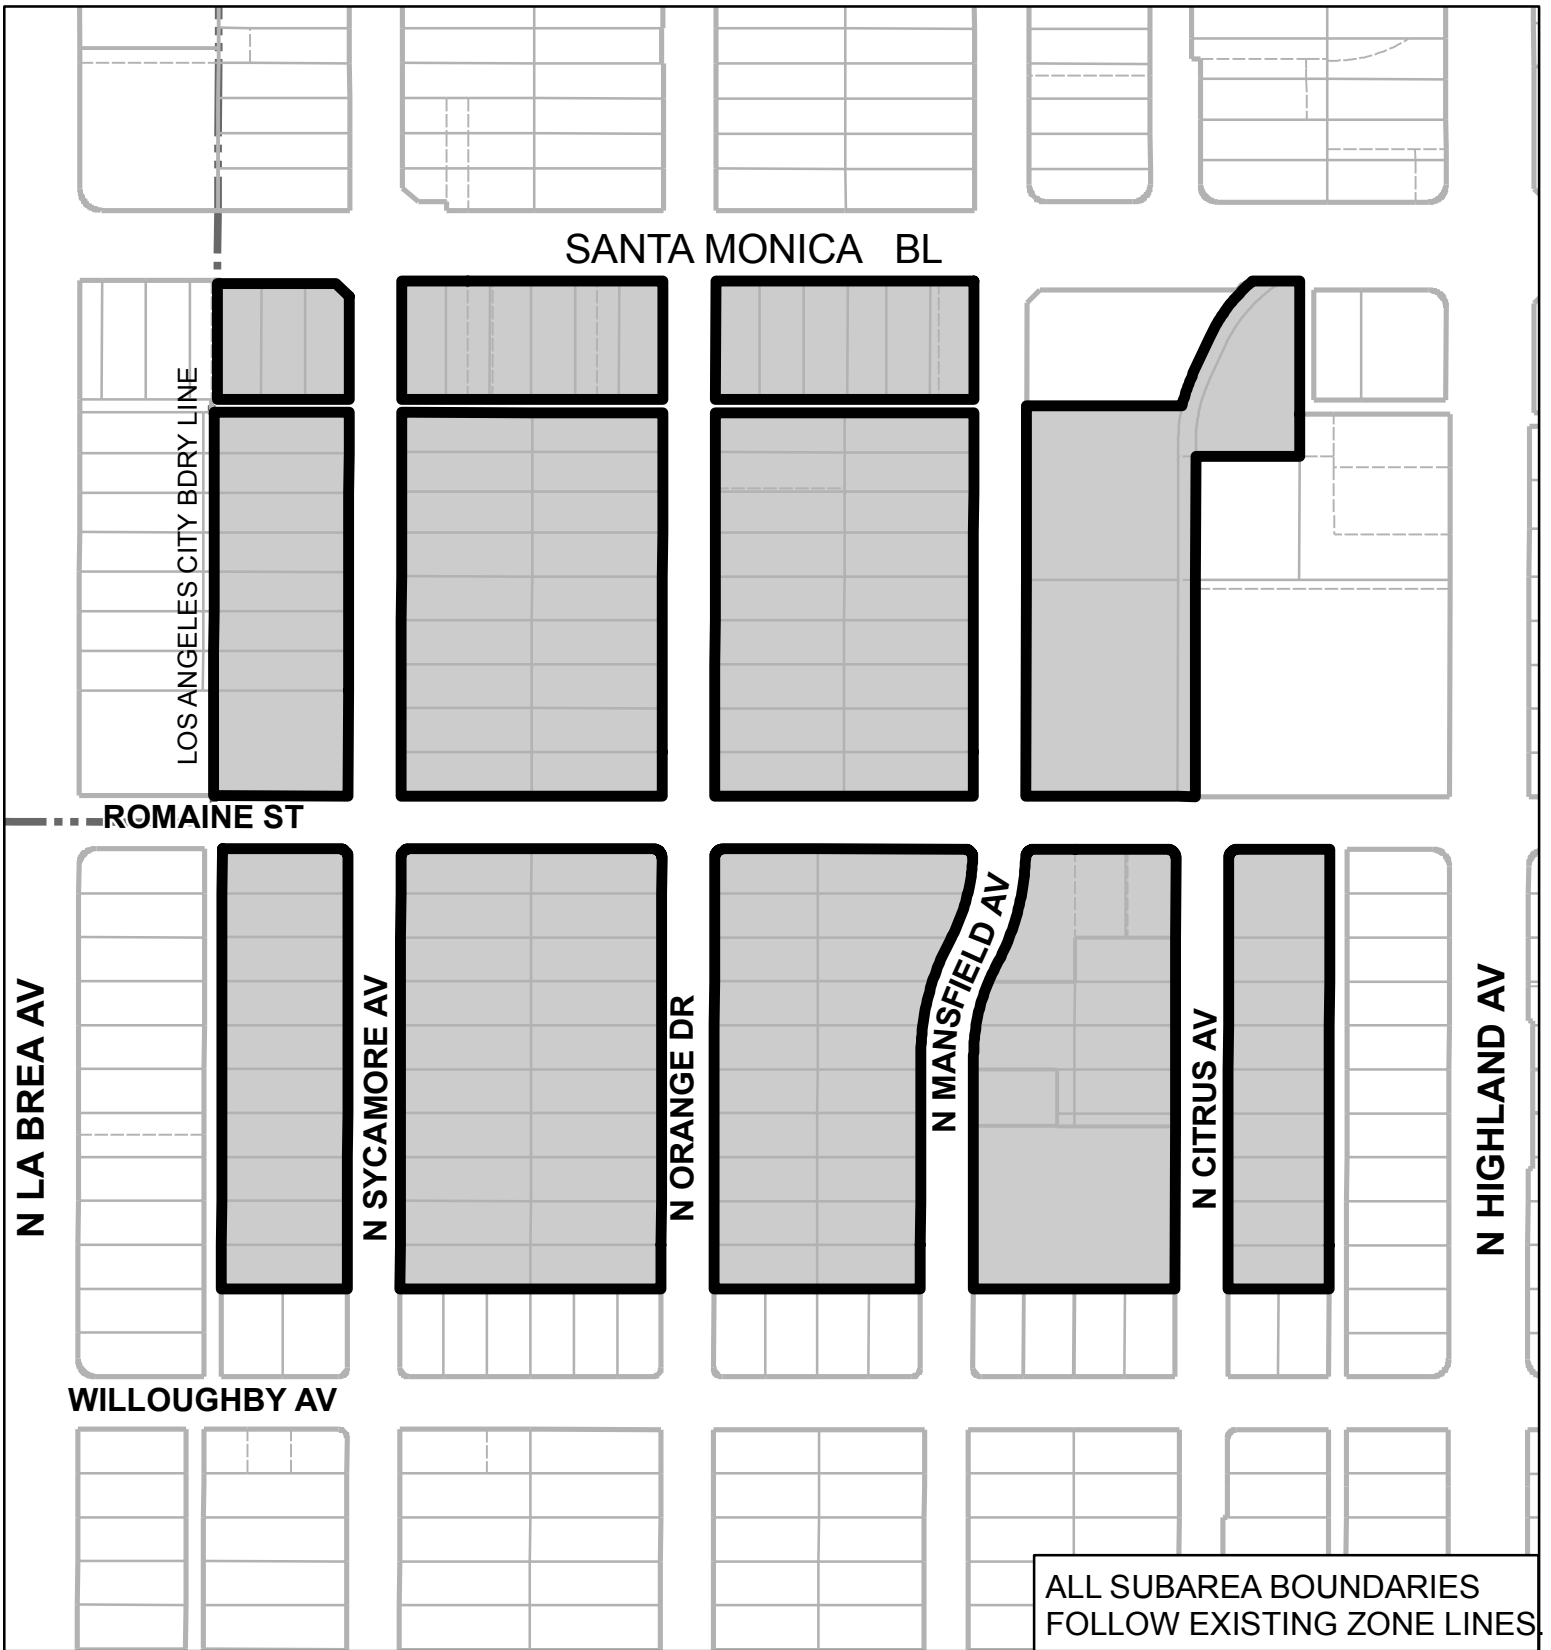 SANTA MONICA BL
LOS ANGELES CITY BDRY LINE
ROMAINE ST
N LA BREA AV
N SYCAMORE AV
N ORANGE DR
N MANSFIELD AV
N CITRUS AV
N HIGHLAND AV
WILLOUGHBY AV
ALL SUBAREA BOUNDARIES
FOLLOW EXISTING ZONE LINES.